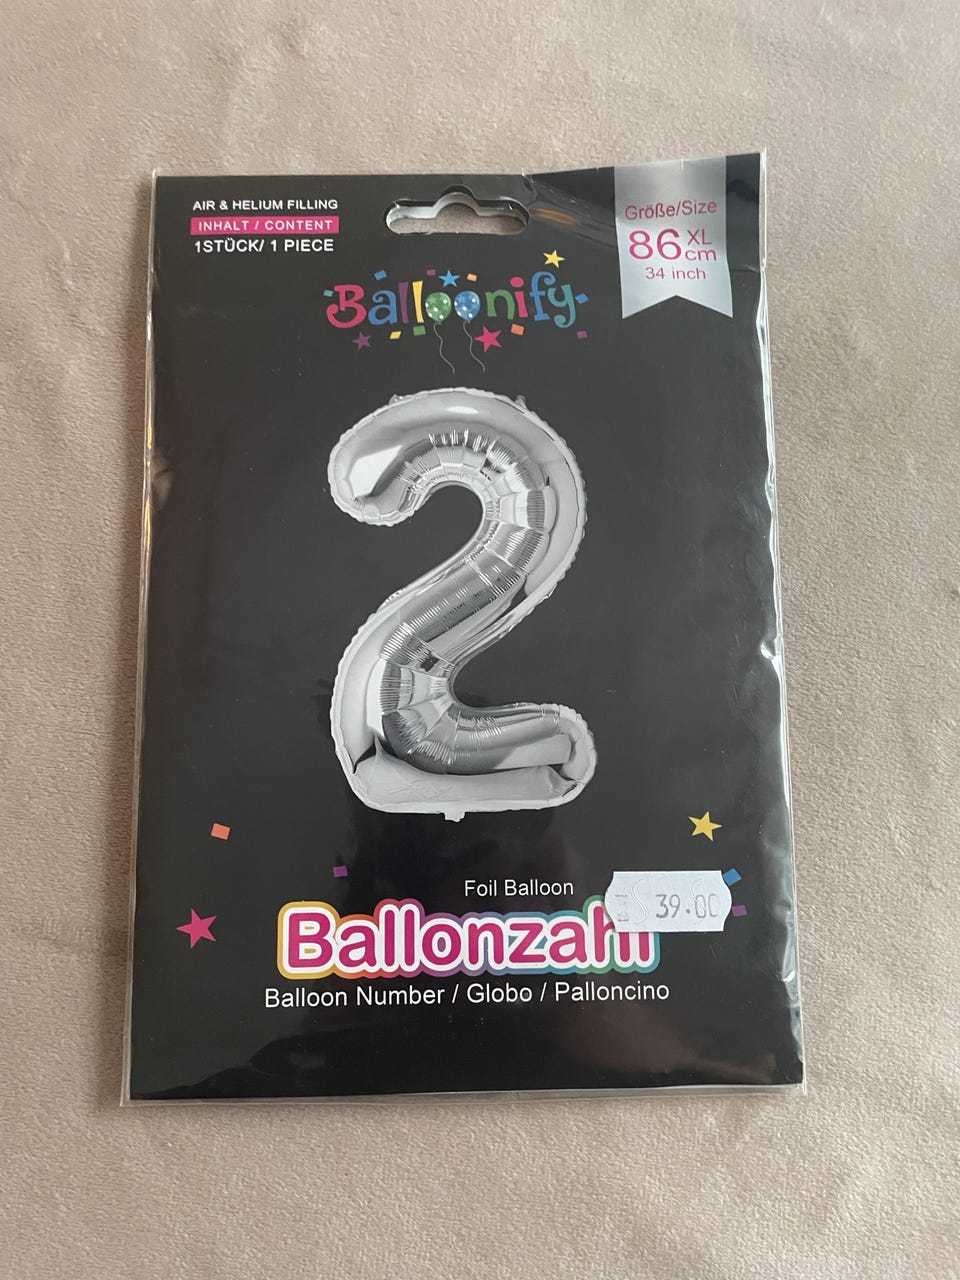 AIR & HELIUM FILLING
INHALT / CONTENT
1STÜCK/ 1 PIECE
Größe/Size
86 XL cm
34 inch
Balloonify
2
Foil Balloon
39.00
Ballonzahl
Balloon Number / Globo / Palloncino